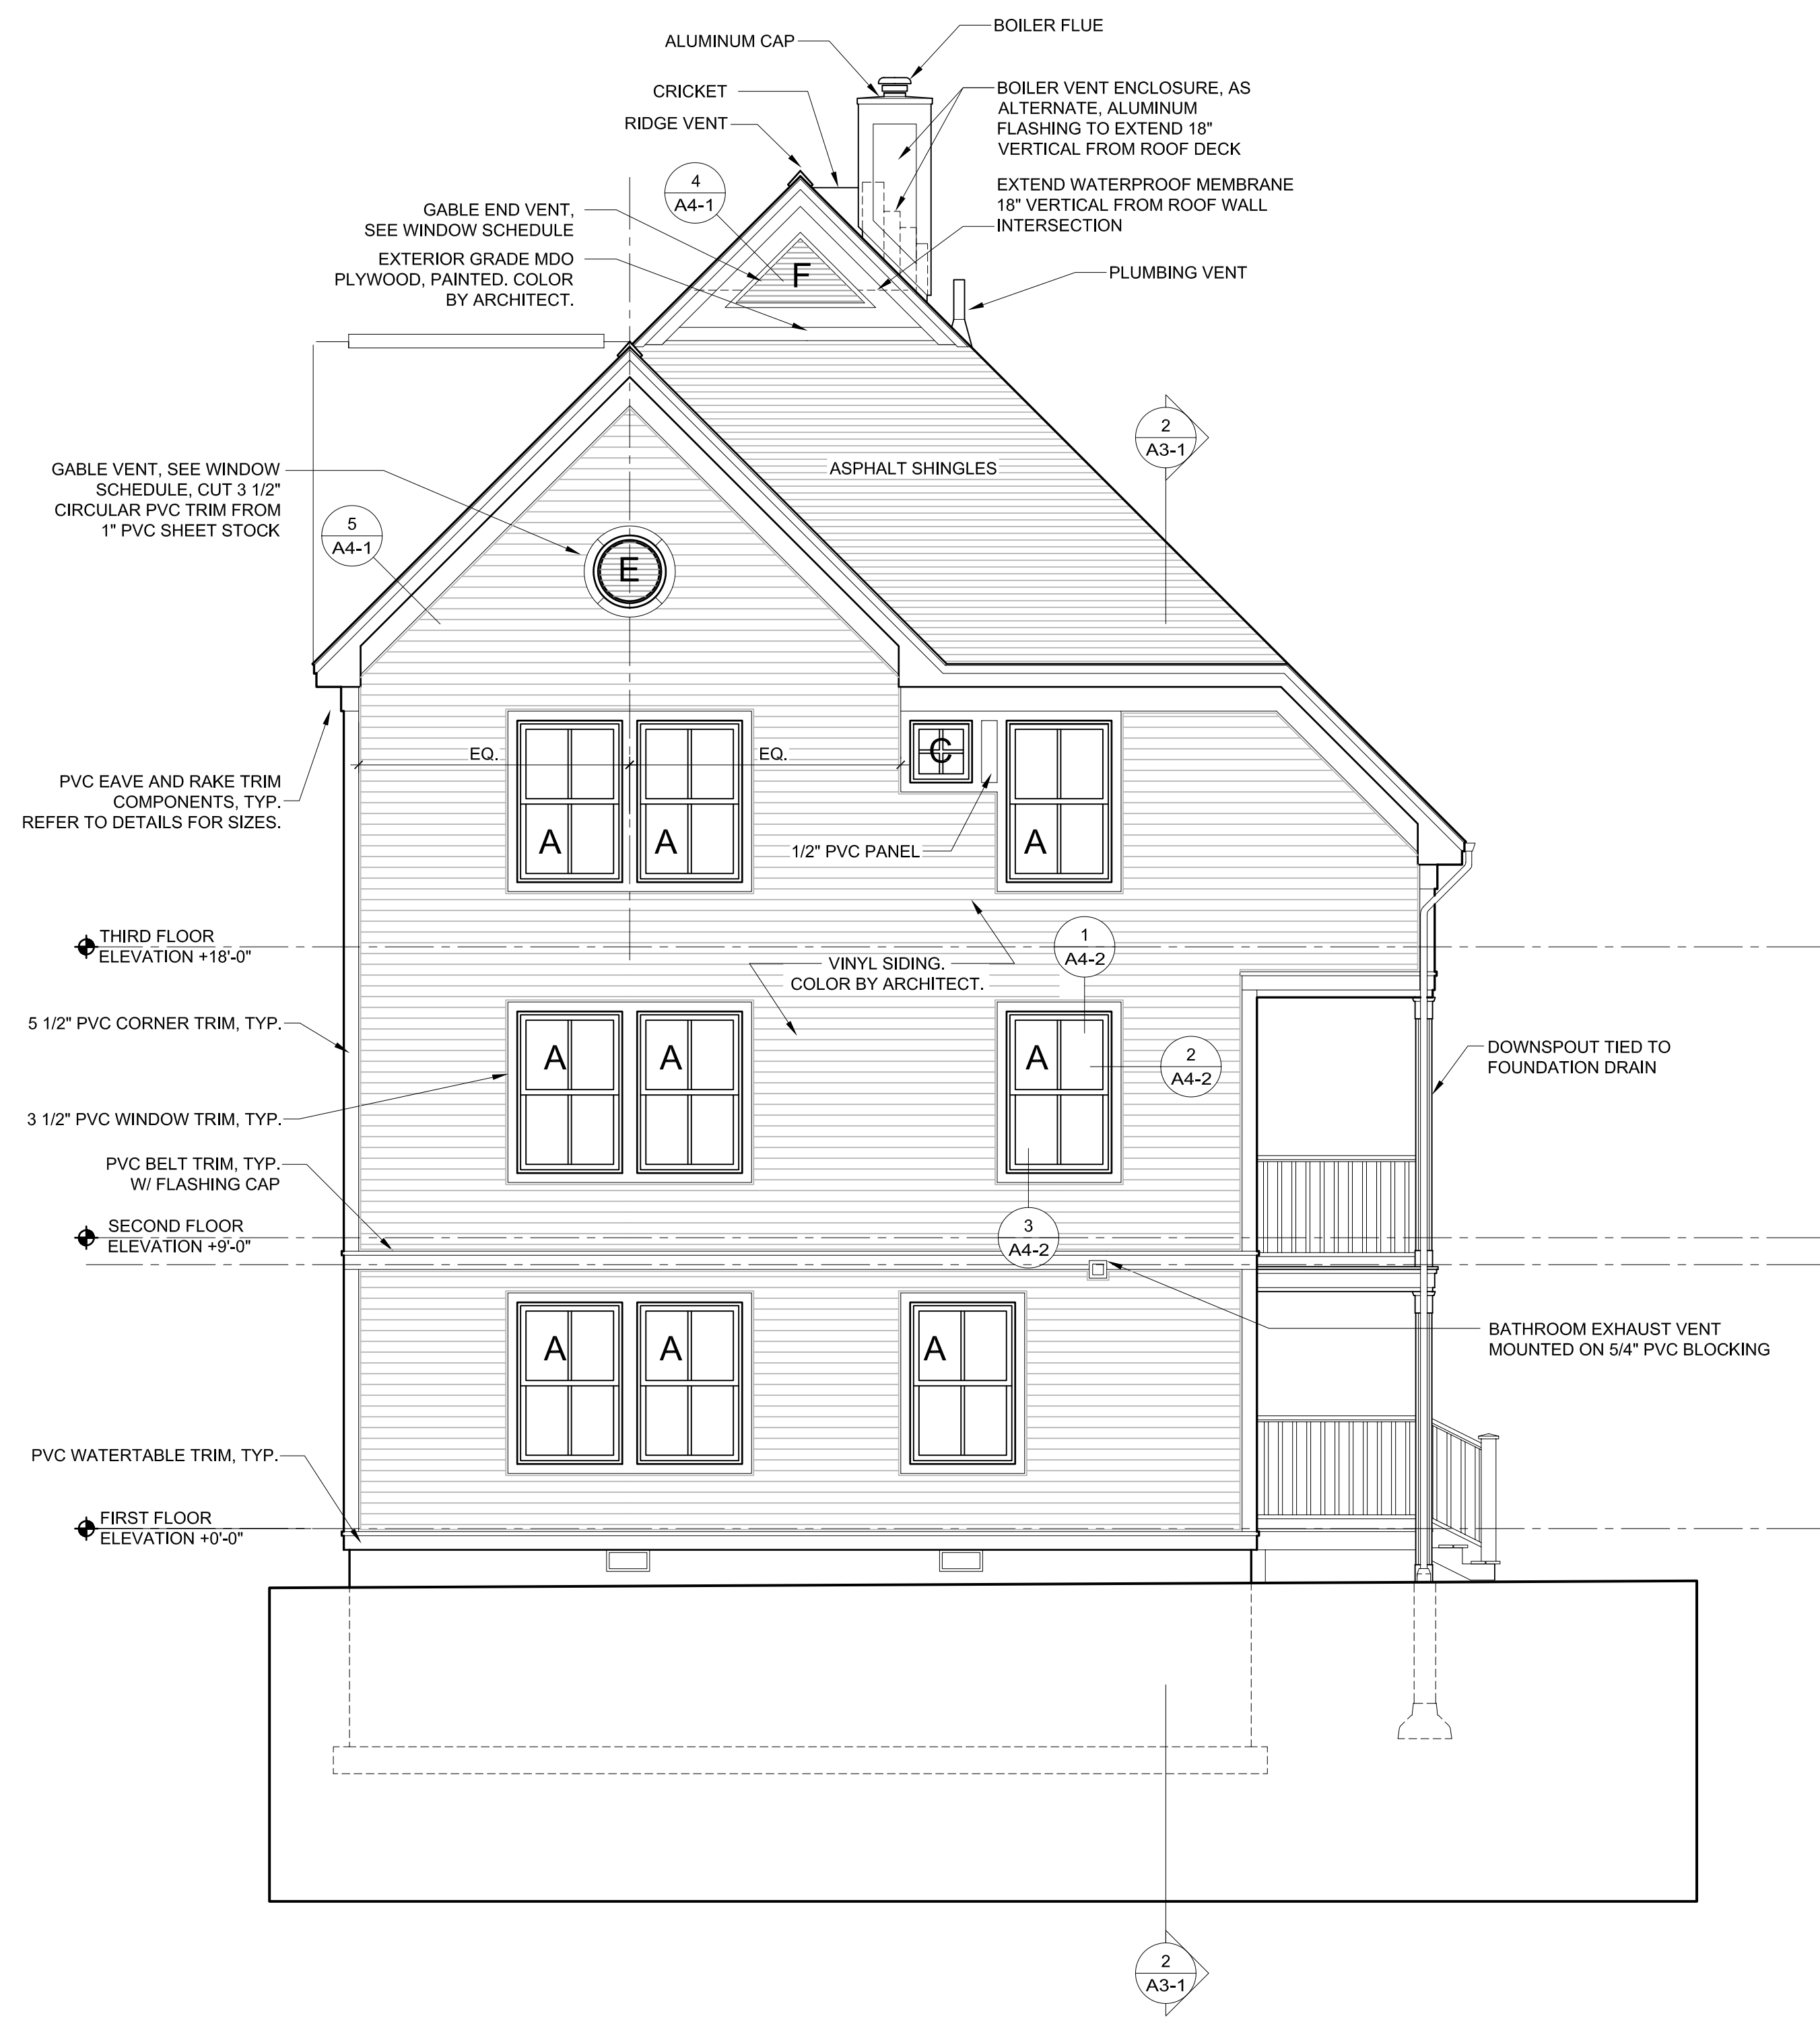 BOILER FLUE
ALUMINUM CAP
CRICKET
RIDGE VENT
BOILER VENT ENCLOSURE, AS
ALTERNATE, ALUMINUM
FLASHING TO EXTEND 18"
VERTICAL FROM ROOF DECK
4
A4-1
EXTEND WATERPROOF MEMBRANE
18" VERTICAL FROM ROOF WALL
INTERSECTION
GABLE END VENT,
SEE WINDOW SCHEDULE
EXTERIOR GRADE MDO
PLYWOOD, PAINTED. COLOR
BY ARCHITECT.
F
PLUMBING VENT
2
A3-1
ASPHALT SHINGLES
GABLE VENT, SEE WINDOW
SCHEDULE, CUT 3 1/2"
CIRCULAR PVC TRIM FROM
1" PVC SHEET STOCK
5
A4-1
E
EQ.
EQ.
C
PVC EAVE AND RAKE TRIM
COMPONENTS, TYP.
REFER TO DETAILS FOR SIZES.
A
A
1/2" PVC PANEL
A
THIRD FLOOR
ELEVATION +18'-0"
1
A4-2
VINYL SIDING.
COLOR BY ARCHITECT.
5 1/2" PVC CORNER TRIM, TYP.
A
A
A
2
A4-2
DOWNSPOUT TIED TO
FOUNDATION DRAIN
3 1/2" PVC WINDOW TRIM, TYP.
PVC BELT TRIM, TYP.
W/ FLASHING CAP
SECOND FLOOR
ELEVATION +9'-0"
3
A4-2
BATHROOM EXHAUST VENT
MOUNTED ON 5/4" PVC BLOCKING
A
A
A
PVC WATERTABLE TRIM, TYP.
FIRST FLOOR
ELEVATION +0'-0"
2
A3-1